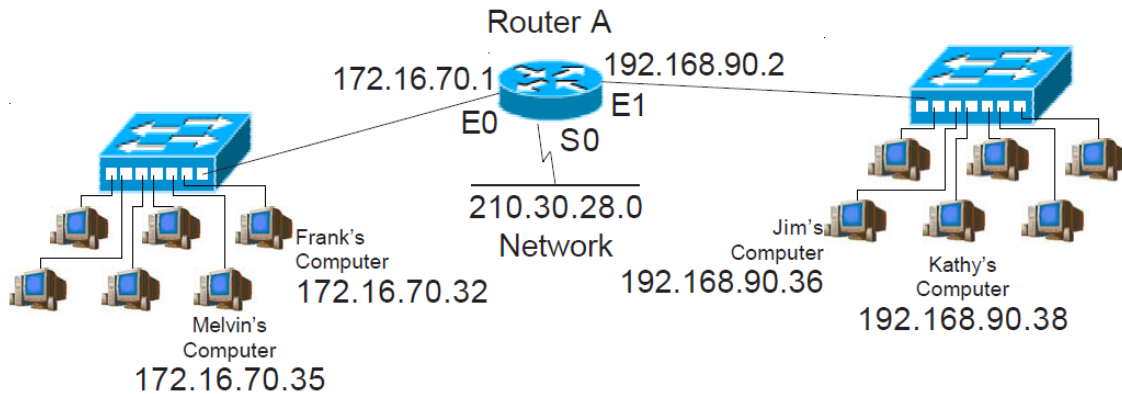 Router A
172.16.70.1
192.168.90.2
E0
E1
S0
210.30.28.0
Network
Frank's
Computer
172.16.70.32
Melvin's
Computer
172.16.70.35
Jim's
Computer
192.168.90.36
Kathy's
Computer
192.168.90.38